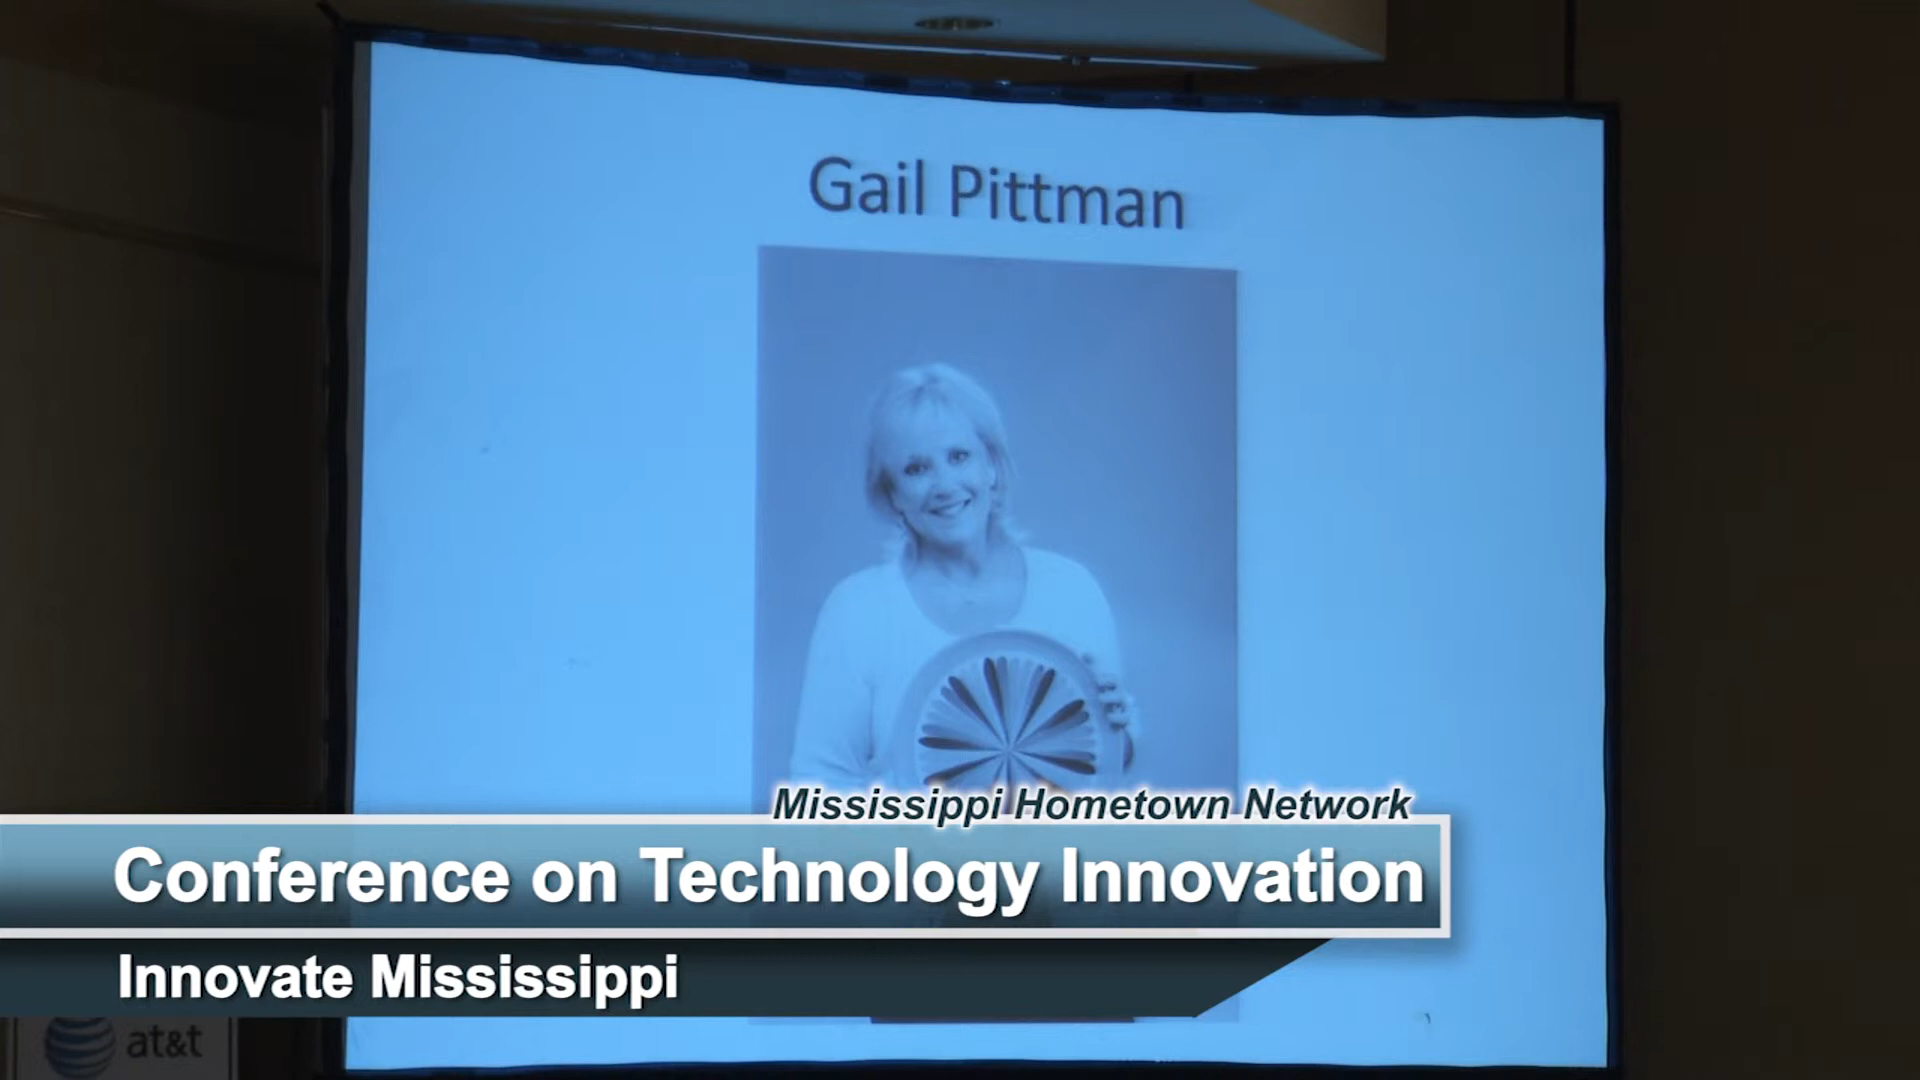 Gail Pittman
Mississippi Hometown Network
Conference on Technology Innovation
Innovate Mississippi
at&t